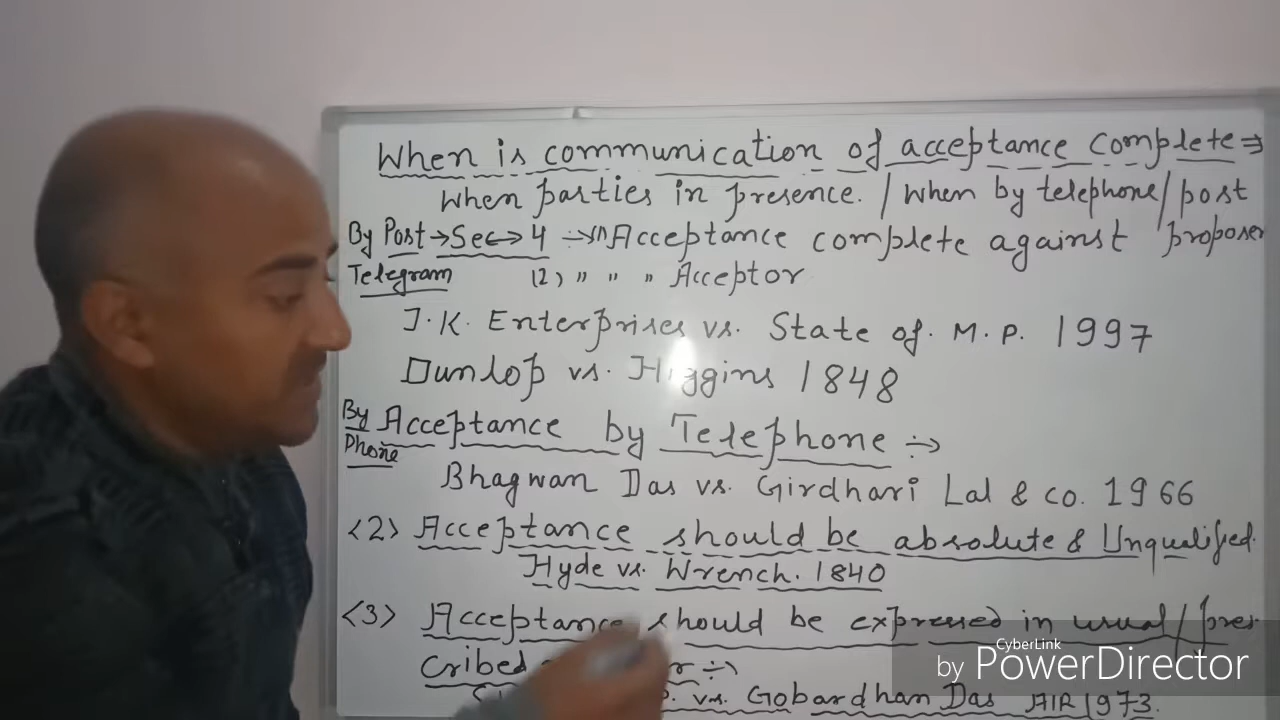 When is communication of acceptance complete ⇒
When parties in presence. / When by telephone/post
By Post → Sec → 4 :- (1) Acceptance complete against proposer
Telegram (2) " " " Acceptor
J.K. Enterprises vs. State of. M.P. 1997
Dunlop vs. Higgins 1848
By Phone Acceptance by Telephone ÷>
Bhagwan Das vs. Girdhari Lal & co. 1966
<2> Acceptance should be absolute & Unqualified.
Hyde vs. Wrench. 1840
<3> Acceptance should be expressed in usual / pres-
cribed
vs. Gobardhan Das AIR 1973.
CyberLink
by PowerDirector